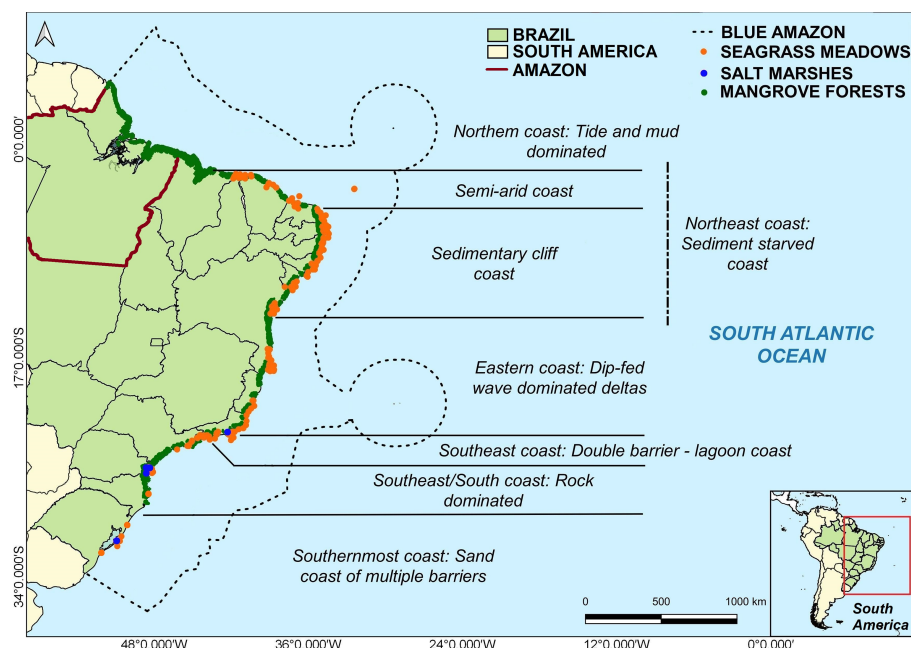 BRAZIL
SOUTH AMERICA
AMAZON
BLUE AMAZON
SEAGRASS MEADOWS
SALT MARSHES
MANGROVE FORESTS
Northem coast: Tide and mud
dominated
Semi-arid coast
Northeast coast:
Sediment starved
coast
Sedimentary cliff
coast
SOUTH ATLANTIC
OCEAN
Eastern coast: Dip-fed
wave dominated deltas
Southeast coast: Double barrier - lagoon coast
Southeast/South coast: Rock
dominated
Southernmost coast: Sand
coast of multiple barriers
0°0.000'
17°0.000'S
34°0.000'S
0 500 1000 km
South
America
48°0.000'W 36°0.000'W 24°0.000'W 12°0.000'W 0°0.000'